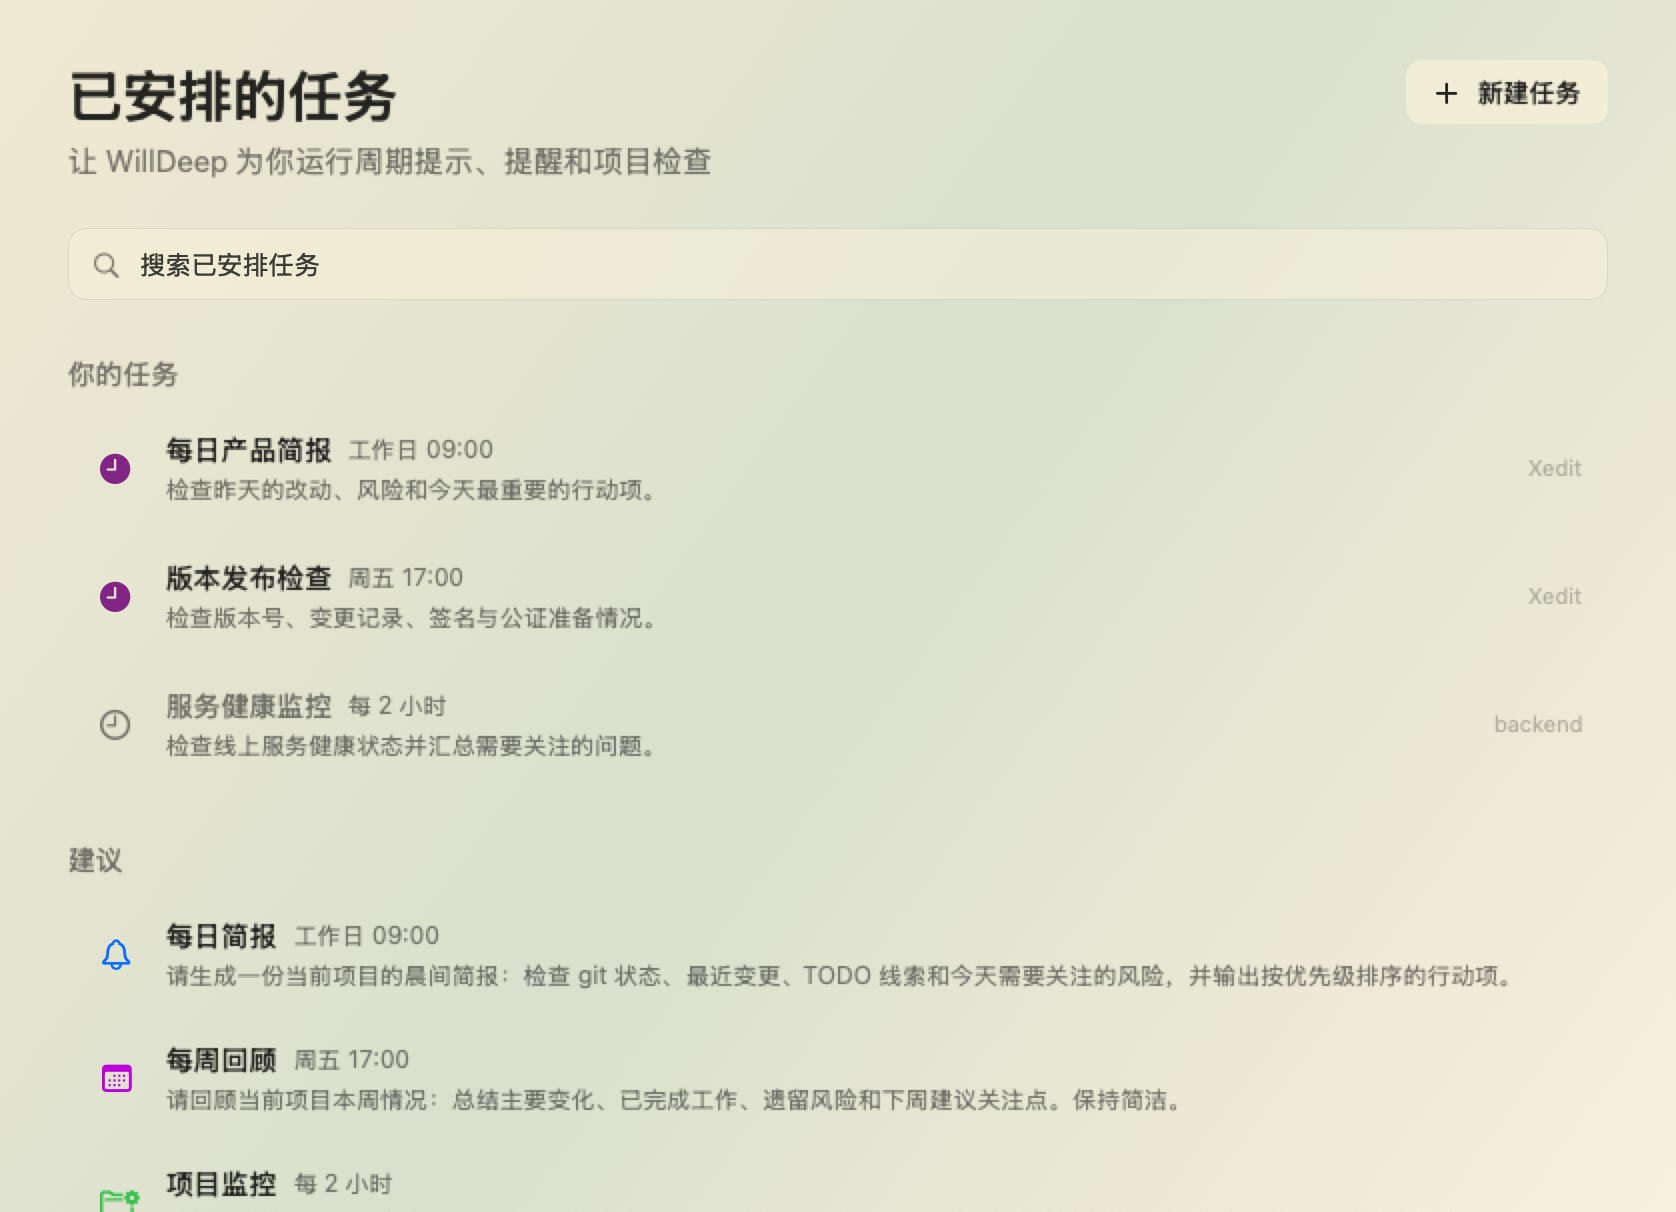 已安排的任务
+ 新建任务
让 WillDeep 为你运行周期提示、提醒和项目检查
搜索已安排任务
你的任务
每日产品简报 工作日 09:00
检查昨天的改动、风险和今天最重要的行动项。
Xedit
版本发布检查 周五 17:00
检查版本号、变更记录、签名与公证准备情况。
Xedit
服务健康监控 每 2 小时
检查线上服务健康状态并汇总需要关注的问题。
backend
建议
每日简报 工作日 09:00
请生成一份当前项目的晨间简报：检查 git 状态、最近变更、TODO 线索和今天需要关注的风险，并输出按优先级排序的行动项。
每周回顾 周五 17:00
请回顾当前项目本周情况：总结主要变化、已完成工作、遗留风险和下周建议关注点。保持简洁。
项目监控 每 2 小时